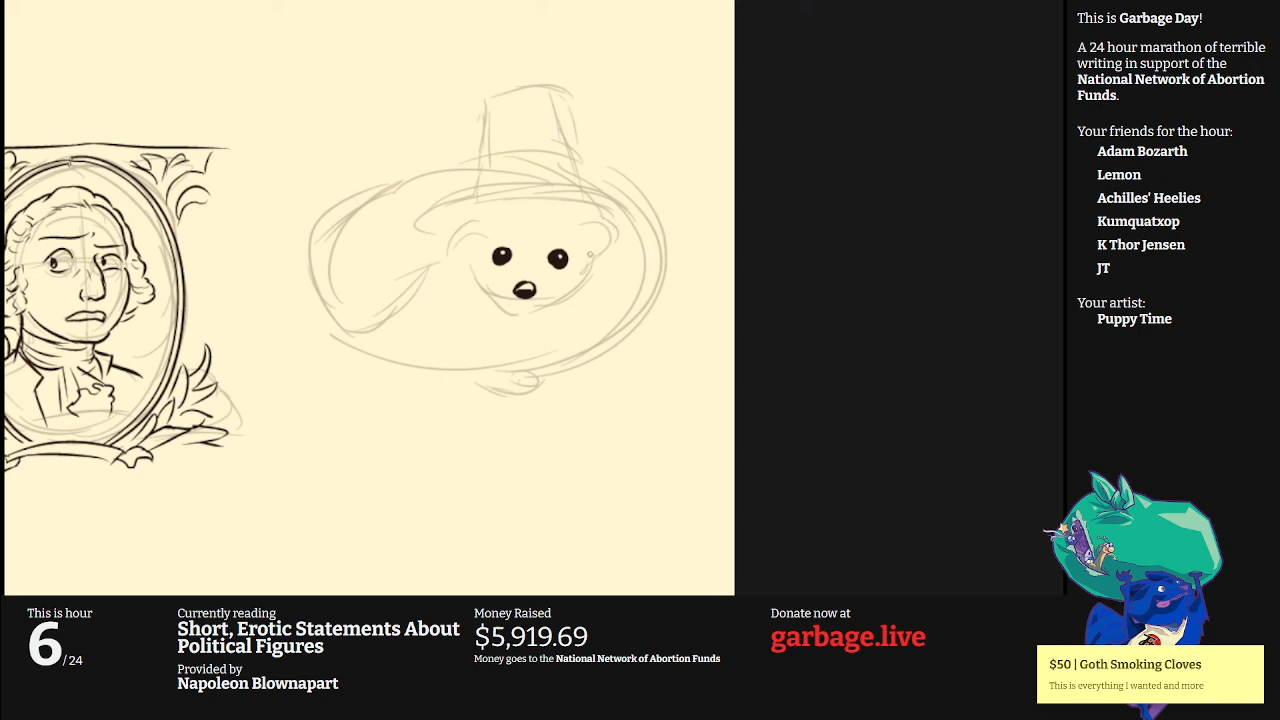 This is Garbage Day!
A 24 hour marathon of terrible
writing in support of the
National Network of Abortion
Funds.
Your friends for the hour:
Adam Bozarth
Lemon
Achilles' Heelies
Kumquatxop
K Thor Jensen
JT
Your artist:
Puppy Time
This is hour
6/24
Currently reading
Short, Erotic Statements About
Political Figures
Provided by
Napoleon Blownapart
Money Raised
$5,919.69
Money goes to the National Network of Abortion Funds
Donate now at
garbage.live
$50 | Goth Smoking Cloves
This is everything I wanted and more